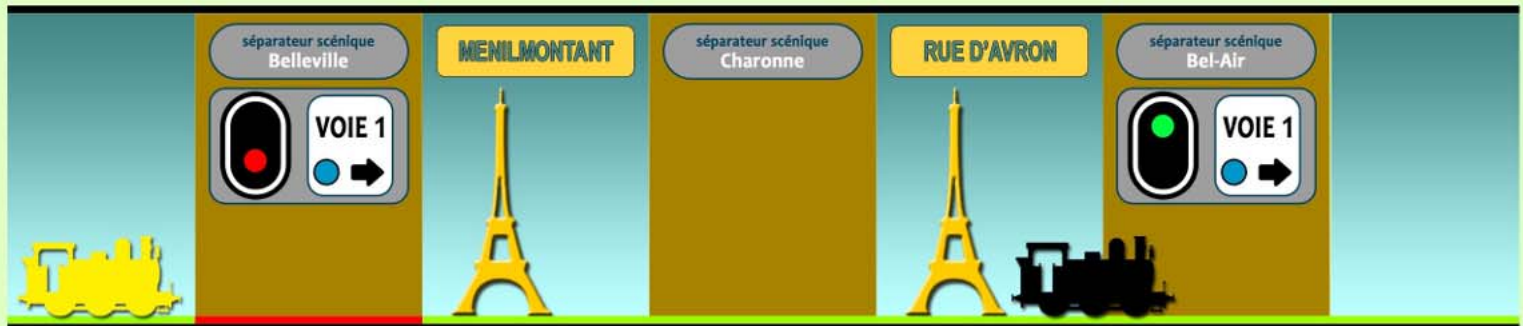 séparateur scénique
Belleville
VOIE 1
MENILMONTANT
séparateur scénique
Charonne
RUE D'AVRON
séparateur scénique
Bel-Air
VOIE 1